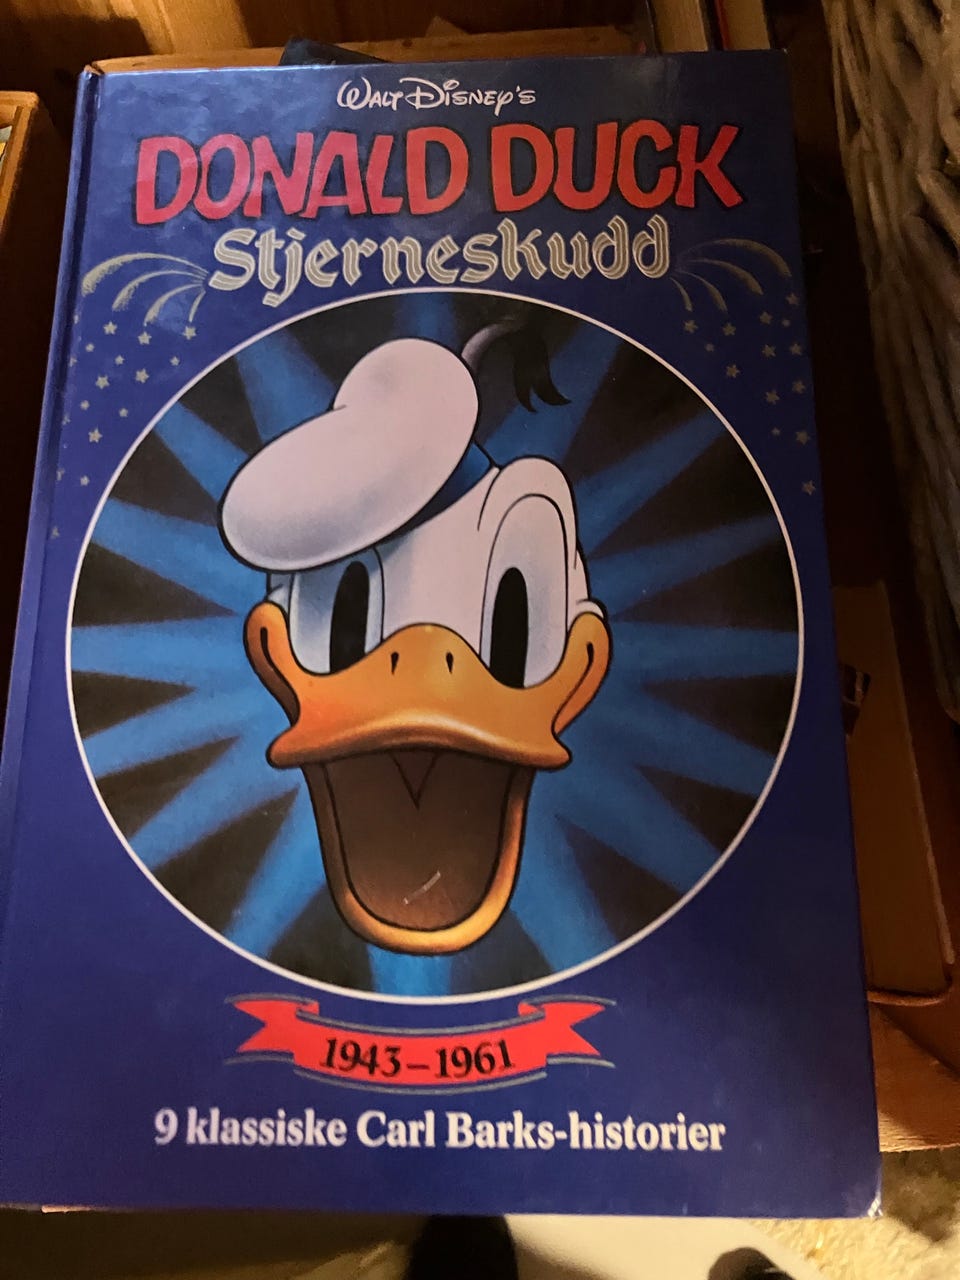 WALT DISNEY'S
DONALD DUCK
Stjerneskudd
1943–1961
9 klassiske Carl Barks-historier